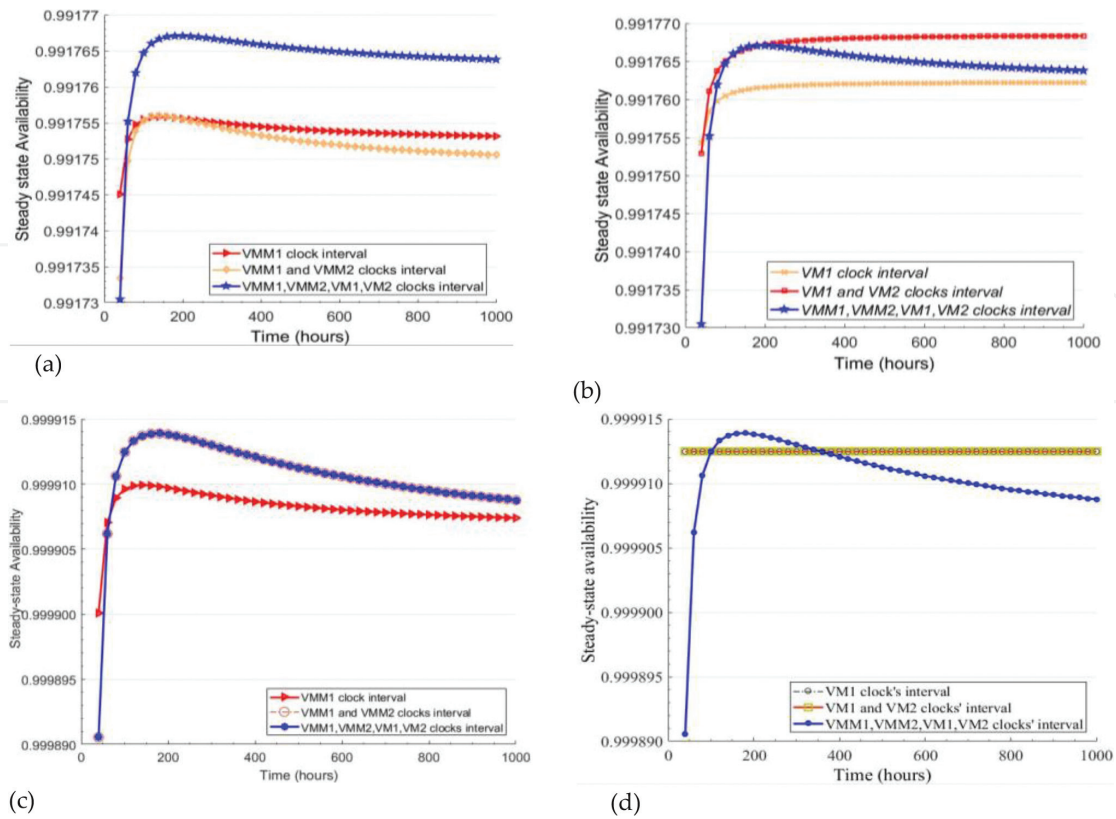 0.99177
0.991765
0.99176
0.991755
0.99175
0.991745
0.99174
0.991735
0.99173
Steady state Availability
VMM1 clock interval
VMM1 and VMM2 clocks interval
VMM1,VMM2,VM1,VM2 clocks interval
0 200 400 600 800 1000
Time (hours)
(a)
0.991770
0.991765
0.991760
0.991755
0.991750
0.991745
0.991740
0.991735
0.991730
Steady state Availability
VM1 clock interval
VM1 and VM2 clocks interval
VMM1,VMM2,VM1,VM2 clocks interval
0 200 400 600 800 1000
Time (hours)
(b)
0.999915
0.999910
0.999905
0.999900
0.999895
0.999890
Steady-state Availability
VMM1 clock interval
VMM1 and VMM2 clocks interval
VMM1,VMM2,VM1,VM2 clocks interval
0 200 400 600 800 1000
Time (hours)
(c)
0.999915
0.999910
0.999905
0.999900
0.999895
0.999890
Steady-state availability
VM1 clock's interval
VM1 and VM2 clocks' interval
VMM1,VMM2,VM1,VM2 clocks' interval
0 200 400 600 800 1000
Time (hours)
(d)